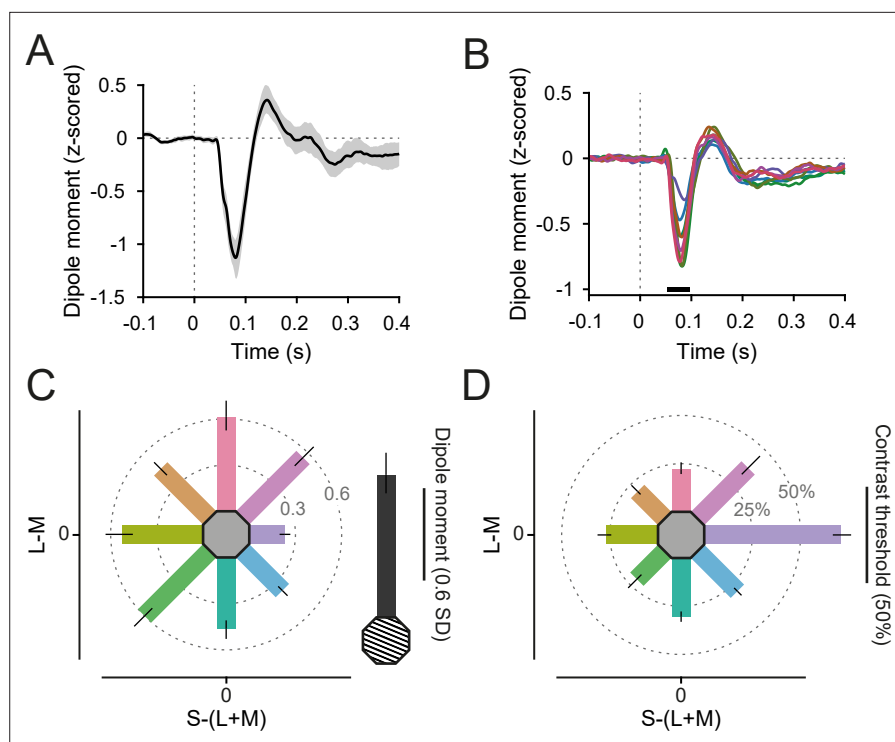 A
Dipole moment (z-scored)
0.5
0
-0.5
-1
-1.5
-0.1 0 0.1 0.2 0.3 0.4
Time (s)
B
Dipole moment (z-scored)
0.5
0
-0.5
-1
-0.1 0 0.1 0.2 0.3 0.4
Time (s)
C
L-M
0
0.3
0.6
Dipole moment (0.6 SD)
0
S-(L+M)
D
L-M
0
25%
50%
Contrast threshold (50%)
0
S-(L+M)